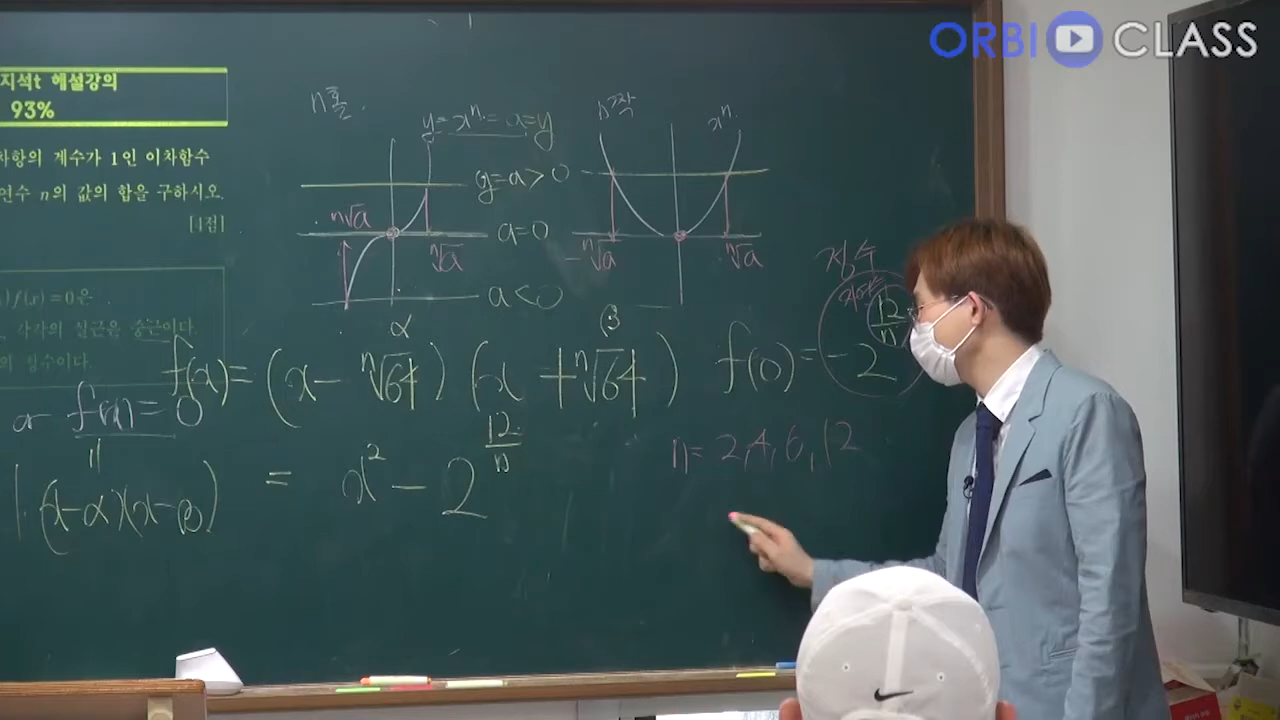 ORBI CLASS
지석t 해설강의
93%
차항의 계수가 1인 이차함수
연수 n의 값의 합을 구하시오.
[4점]
f(x)=0은
각각의 실근을 중근이다.
의 실수이다.
n홀
y=xⁿ=a=y
n짝
xⁿ
y=a>0
ⁿ√a
ⁿ√a
a=0
-ⁿ√a
ⁿ√a
a<0
정수
α
β
f(x)=(x-ⁿ√64)(x+ⁿ√64)
f(0)=-2^(12/n)
or f(x)=0
=x²-2^(12/n)
n=2,4,6,12
1·(x-α)(x-β)